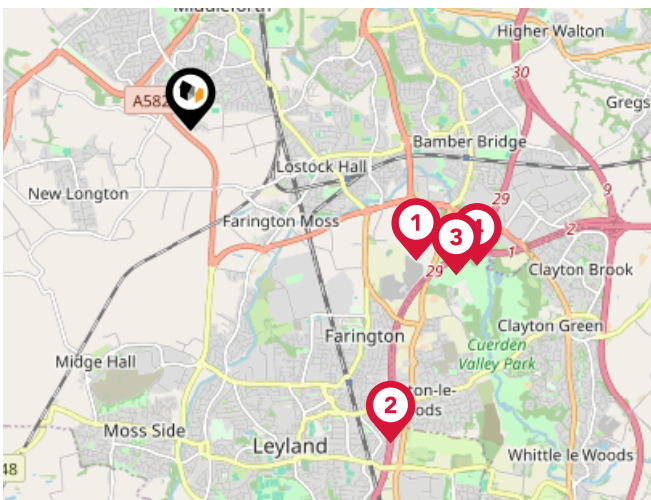 Higher Walton
30
A582
Bamber Bridge
Lostock Hall
New Longton
29
9
Farington Moss
1
4
3
2
1
29
Clayton Brook
Farington
Clayton Green
Cuerden
Valley Park
Midge Hall
2
Moss Side
Leyland
Whittle le Woods
48